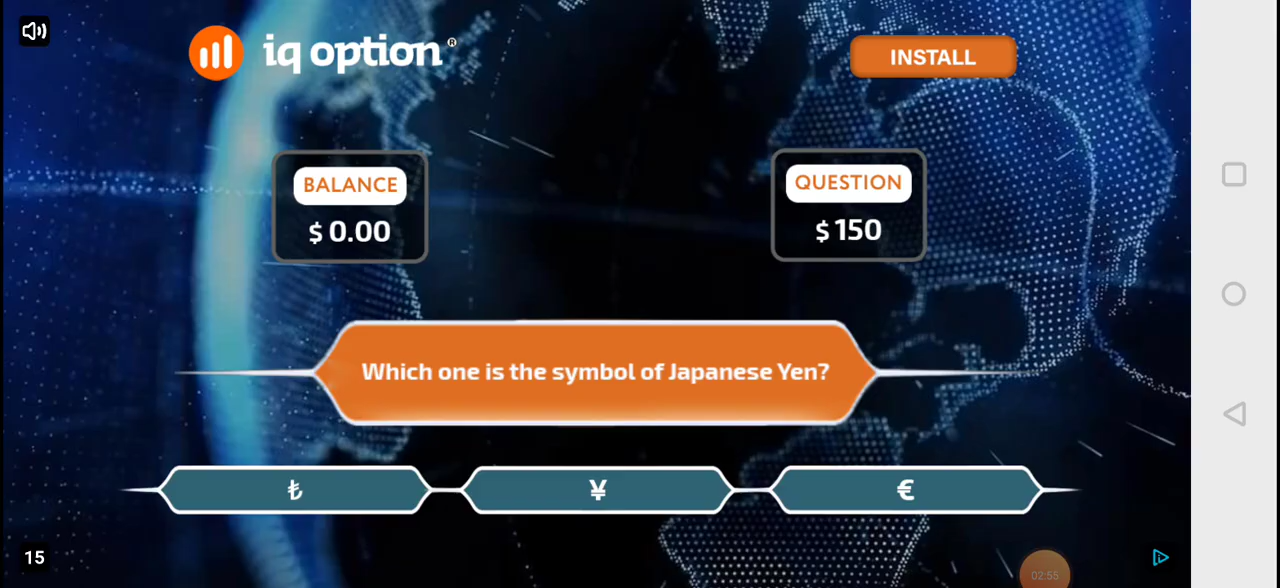 iq option®
INSTALL
BALANCE
$ 0.00
QUESTION
$ 150
Which one is the symbol of Japanese Yen?
₺
¥
€
15
02:55